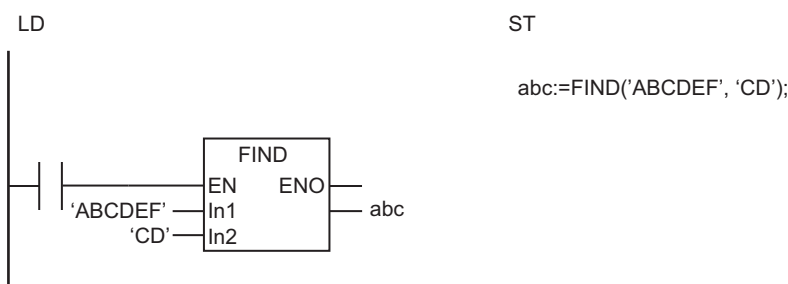 LD
ST
abc:=FIND('ABCDEF', ‘CD’);
FIND
EN ENO
‘ABCDEF’ In1 abc
‘CD’ In2